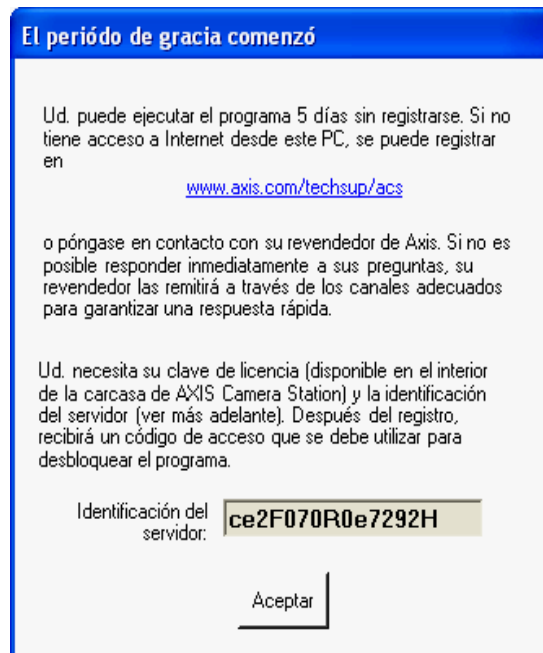 El periódo de gracia comenzó
Ud. puede ejecutar el programa 5 días sin registrarse. Si no
tiene acceso a Internet desde este PC, se puede registrar
en
www.axis.com/techsup/acs
o póngase en contacto con su revendedor de Axis. Si no es
posible responder inmediatamente a sus preguntas, su
revendedor las remitirá a través de los canales adecuados
para garantizar una respuesta rápida.
Ud. necesita su clave de licencia (disponible en el interior
de la carcasa de AXIS Camera Station) y la identificación
del servidor (ver más adelante). Después del registro,
recibirá un código de acceso que se debe utilizar para
desbloquear el programa.
Identificación del
servidor:
ce2F070R0e7292H
Aceptar